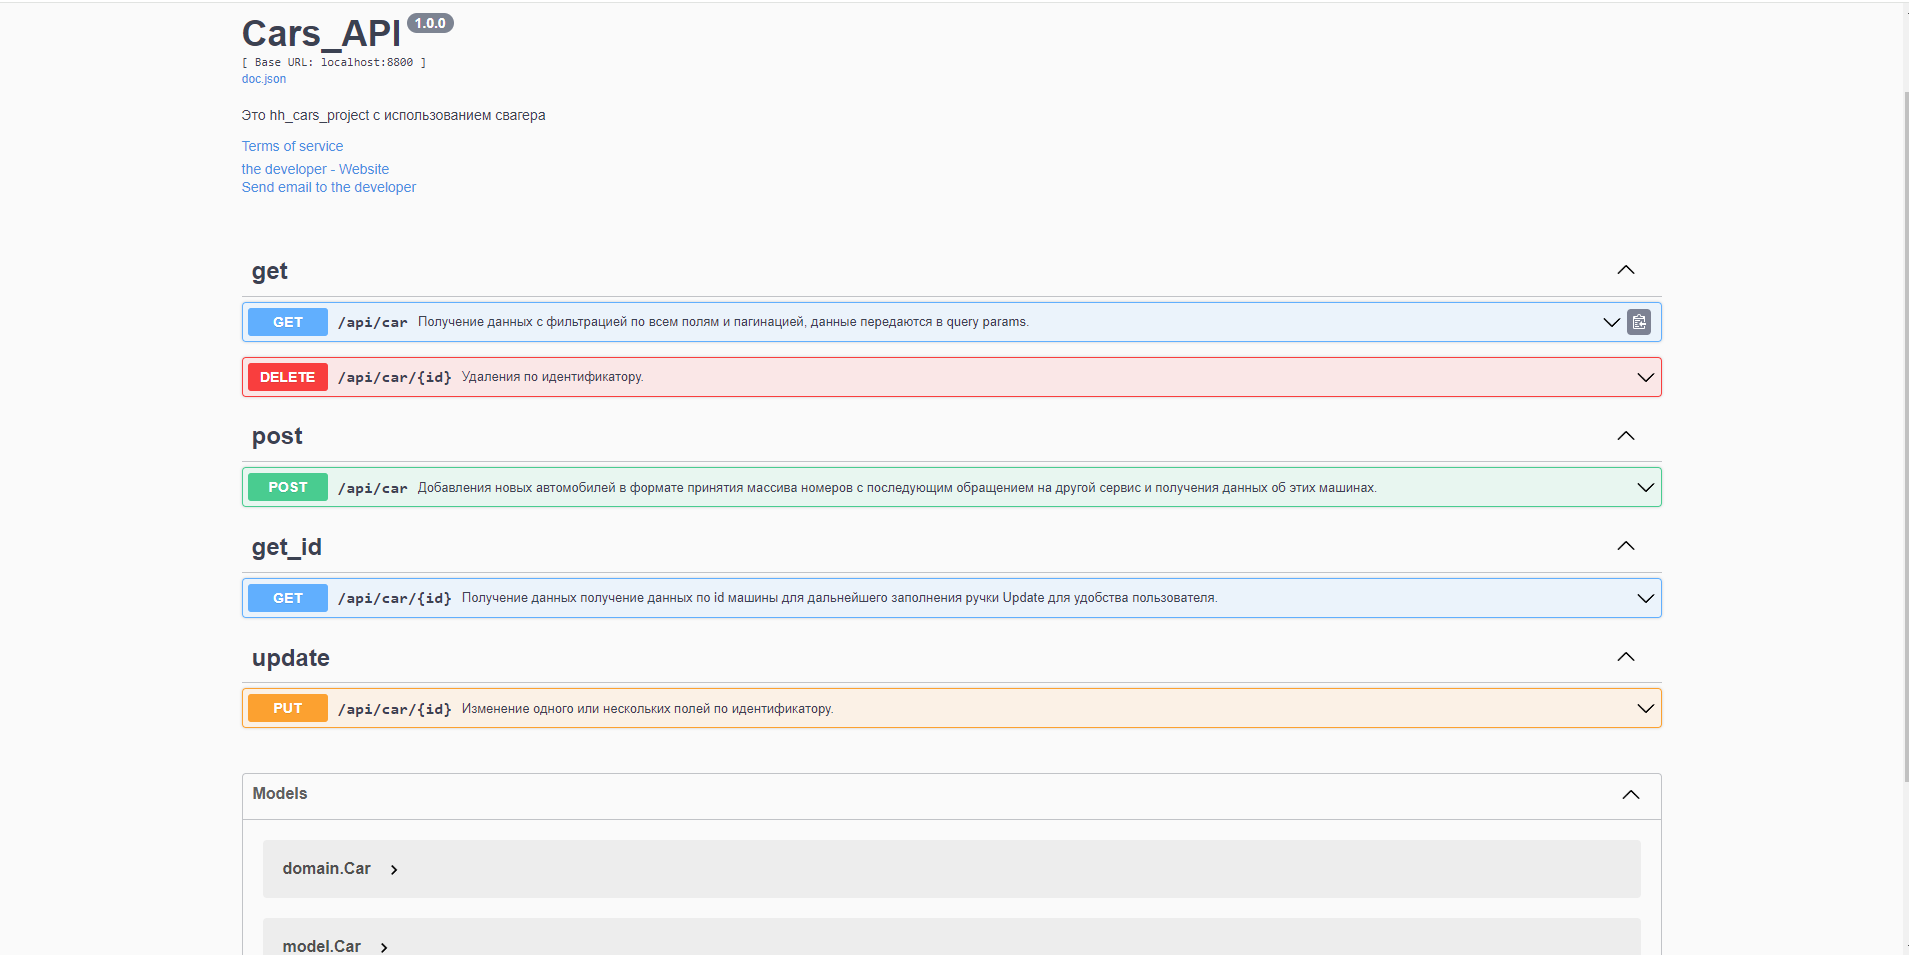 Cars_API 1.0.0
[ Base URL: localhost:8800 ]
doc.json
Это hh_cars_project с использованием свагера
Terms of service
the developer - Website
Send email to the developer
get
GET /api/car Получение данных с фильтрацией по всем полям и пагинацией, данные передаются в query params.
DELETE /api/car/{id} Удаления по идентификатору.
post
POST /api/car Добавления новых автомобилей в формате принятия массива номеров с последующим обращением на другой сервис и получения данных об этих машинах.
get_id
GET /api/car/{id} Получение данных получение данных по id машины для дальнейшего заполнения ручки Update для удобства пользователя.
update
PUT /api/car/{id} Изменение одного или нескольких полей по идентификатору.
Models
domain.Car
model.Car